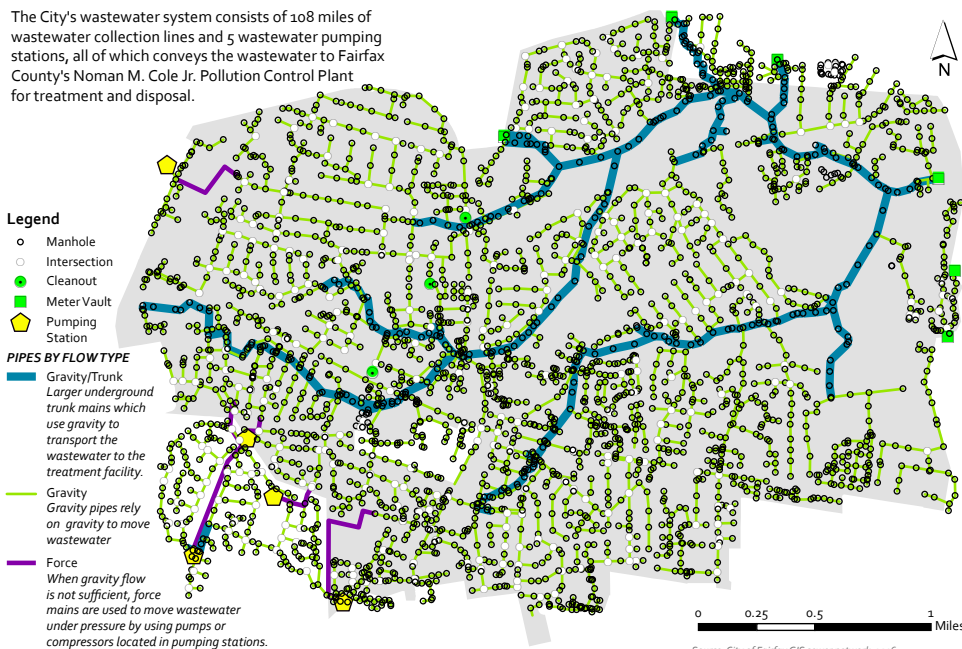 The City's wastewater system consists of 108 miles of
wastewater collection lines and 5 wastewater pumping
stations, all of which conveys the wastewater to Fairfax
County's Noman M. Cole Jr. Pollution Control Plant
for treatment and disposal.
N
Legend
Manhole
Intersection
Cleanout
Meter Vault
Pumping
Station
PIPES BY FLOW TYPE
Gravity/Trunk
Larger underground
trunk mains which
use gravity to
transport the
wastewater to the
treatment facility.
Gravity
Gravity pipes rely
on gravity to move
wastewater
Force
When gravity flow
is not sufficient, force
mains are used to move wastewater
under pressure by using pumps or
compressors located in pumping stations.
0 0.25 0.5 1
Miles